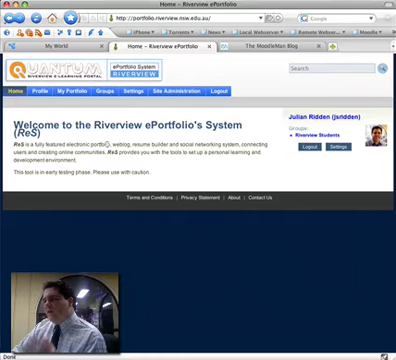 Home – Riverview ePortfolio
http://portfolio.riverview.nsw.edu.au/
Google
iPhone
Torrents
News
Local Webserver
Remote Webser...
Moodle
My World
Home – Riverview ePortfolio
The MoodleMan Blog
QUANTUM
RIVERVIEW E-LEARNING PORTAL
ePortfolio System
RIVERVIEW
Search
Home
Profile
My Portfolio
Groups
Settings
Site Administration
Logout
Welcome to the Riverview ePortfolio's System
(ReS)
ReS is a fully featured electronic portfolio, weblog, resume builder and social networking system, connecting
users and creating online communities. ReS provides you with the tools to set up a personal learning and
development environment.
This tool is in early testing phase. Please use with caution.
Julian Ridden (jsridden)
Groups:
Riverview Students
Logout
Settings
Terms and Conditions | Privacy Statement | About | Contact Us
Done